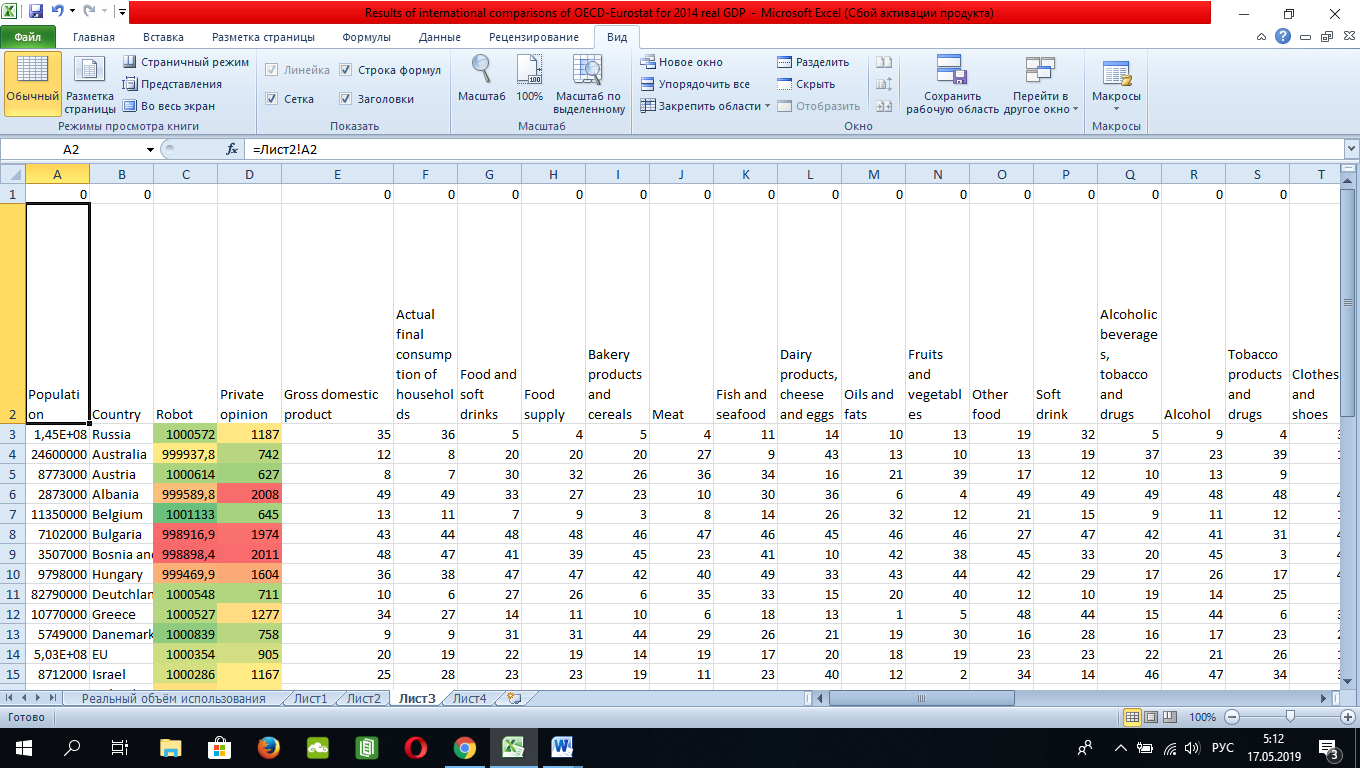 Results of international comparisons of OECD-Eurostat for 2014 real GDP - Microsoft Excel (Сбой активации продукта)
Файл Главная Вставка Разметка страницы Формулы Данные Рецензирование Вид
Обычный
Разметка страницы
Страничный режим
Представления
Во весь экран
Режимы просмотра книги
Линейка
Строка формул
Сетка
Заголовки
Показать
Масштаб
100%
Масштаб по выделенному
Масштаб
Новое окно
Упорядочить все
Закрепить области
Разделить
Скрыть
Отобразить
Сохранить рабочую область
Перейти в другое окно
Окно
Макросы
Макросы
A2 fx =Лист2!A2
A B C D E F G H I J K L M N O P Q R S T
1 0 0 0 0 0 0 0 0 0 0 0 0 0 0 0 0 0
2 Populati on Country Robot Private opinion Gross domestic product Actual final consump tion of househol ds Food and soft drinks Food supply Bakery products and cereals Meat Fish and seafood Dairy products, cheese and eggs Oils and fats Fruits and vegetabl es Other food Soft drink Alcoholic beverage s, tobacco and drugs Alcohol Tobacco products and drugs Clothes and shoes
3 1,45E+08 Russia 1000572 1187 35 36 5 4 5 4 11 14 10 13 19 32 5 9 4
4 24600000 Australia 999937,8 742 12 8 20 20 20 27 9 43 13 10 13 19 37 23 39
5 8773000 Austria 1000614 627 8 7 30 32 26 36 34 16 21 39 17 12 10 13 9
6 2873000 Albania 999589,8 2008 49 49 33 27 23 10 30 36 6 4 49 49 49 48 48
7 11350000 Belgium 1001133 645 13 11 7 9 3 8 14 26 32 12 21 15 9 11 12
8 7102000 Bulgaria 998916,9 1974 43 44 48 48 46 47 46 45 46 46 27 47 42 41 31
9 3507000 Bosnia an 998898,4 2011 48 47 41 39 45 23 41 10 42 38 45 33 20 45 3
10 9798000 Hungary 999469,9 1604 36 38 47 47 42 40 49 33 43 44 42 29 17 26 17
11 82790000 Deutchlan 1000548 711 10 6 27 26 6 35 33 15 20 40 12 10 19 14 25
12 10770000 Greece 1000527 1277 34 27 14 11 10 6 18 13 1 5 48 44 15 44 6
13 5749000 Danemark 1000839 758 9 9 31 31 44 29 26 21 19 30 16 28 16 17 23
14 5,03E+08 EU 1000354 905 20 19 22 19 14 19 17 20 18 19 23 23 22 21 26
15 8712000 Israel 1000286 1167 25 28 23 23 19 11 23 40 12 2 34 14 46 47 34
Реальный объём использования Лист1 Лист2 Лист3 Лист4
Готово 100%
РУС
5:12
17.05.2019
3